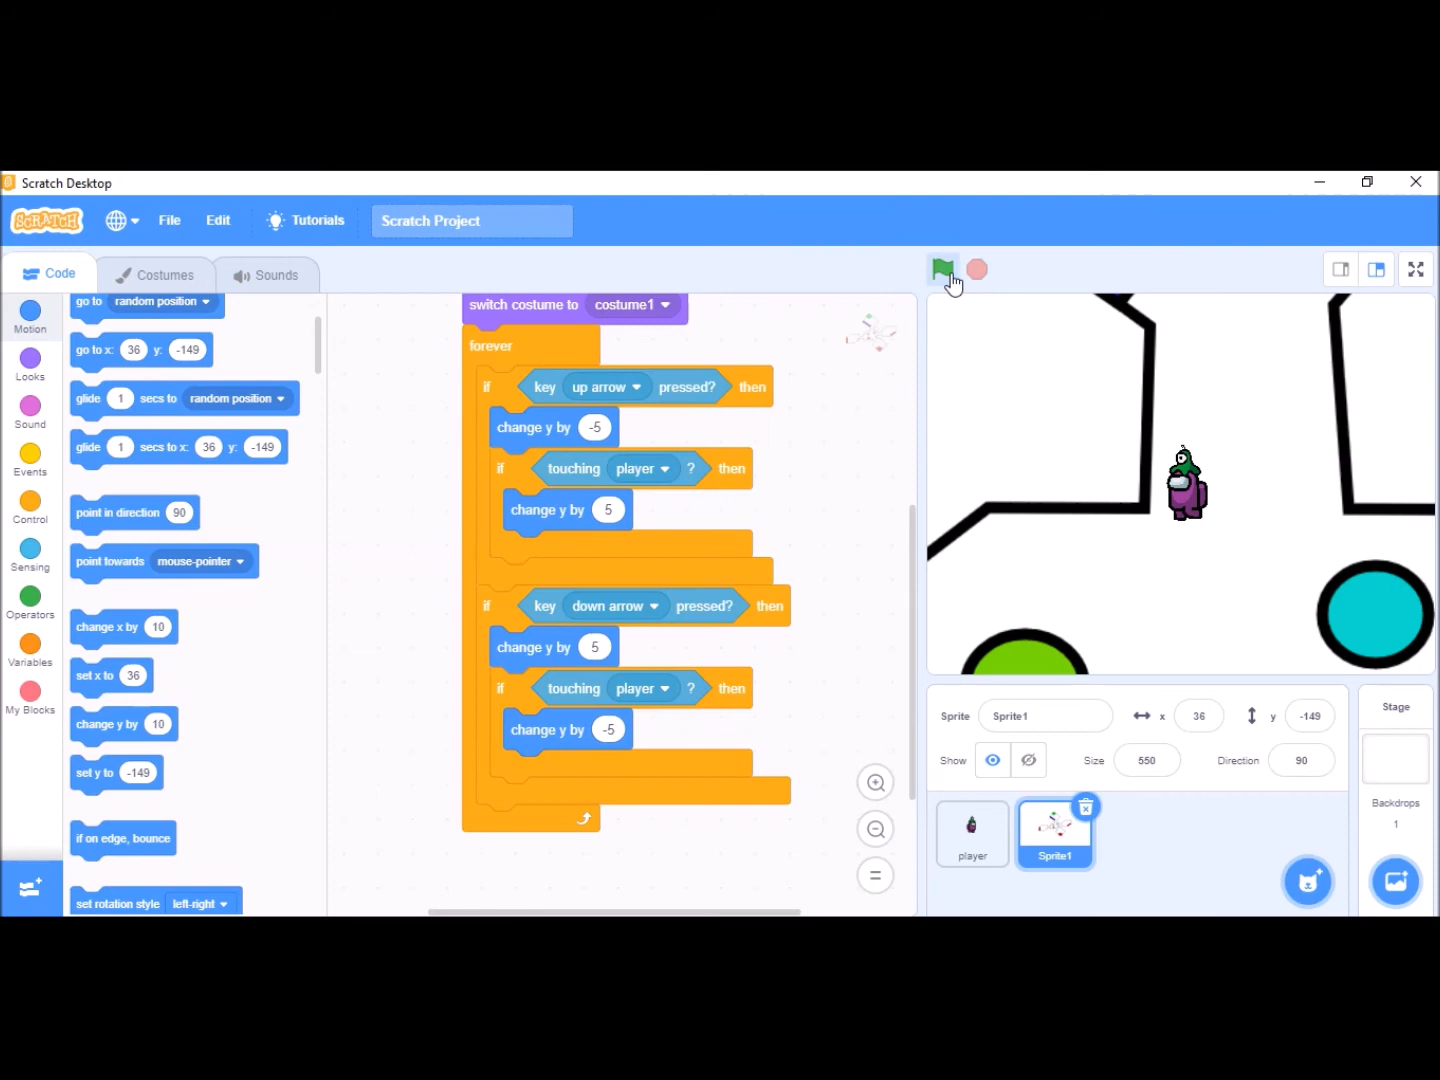 Scratch Desktop
SCRATCH
File
Edit
Tutorials
Scratch Project
Code
Costumes
Sounds
Motion
Looks
Sound
Events
Control
Sensing
Operators
Variables
My Blocks
go to random position
go to x: 36 y: -149
glide 1 secs to random position
glide 1 secs to x: 36 y: -149
point in direction 90
point towards mouse-pointer
change x by 10
set x to 36
change y by 10
set y to -149
if on edge, bounce
set rotation style left-right
switch costume to costume1
forever
if key up arrow pressed? then
change y by -5
if touching player ? then
change y by 5
if key down arrow pressed? then
change y by 5
if touching player ? then
change y by -5
Sprite Sprite1 x 36 y -149
Show Size 550 Direction 90
player
Sprite1
Stage
Backdrops
1